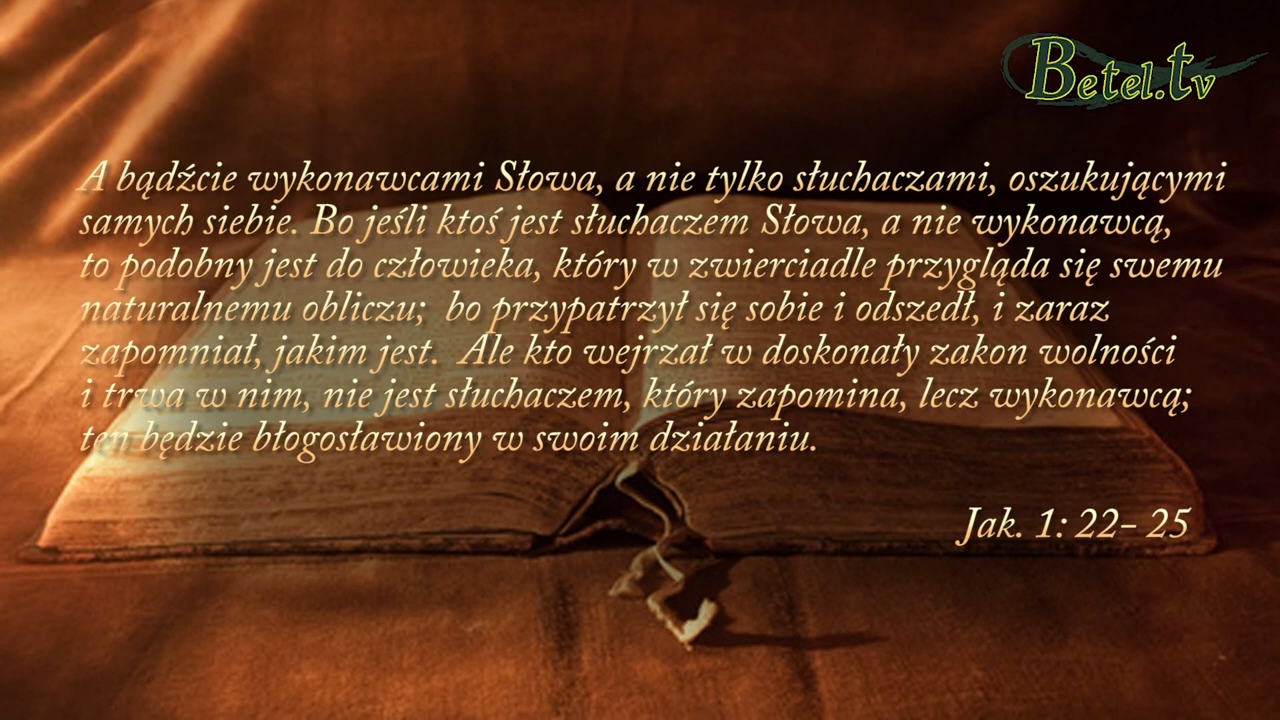 Betel.tv
A bądźcie wykonawcami Słowa, a nie tylko słuchaczami, oszukującymi
samych siebie. Bo jeśli ktoś jest słuchaczem Słowa, a nie wykonawcą,
to podobny jest do człowieka, który w zwierciadle przygląda się swemu
naturalnemu obliczu; bo przypatrzył się sobie i odszedł, i zaraz
zapomniał, jakim jest. Ale kto wejrzał w doskonały zakon wolności
i trwa w nim, nie jest słuchaczem, który zapomina, lecz wykonawcą;
ten będzie błogosławiony w swoim działaniu.
Jak. 1: 22- 25